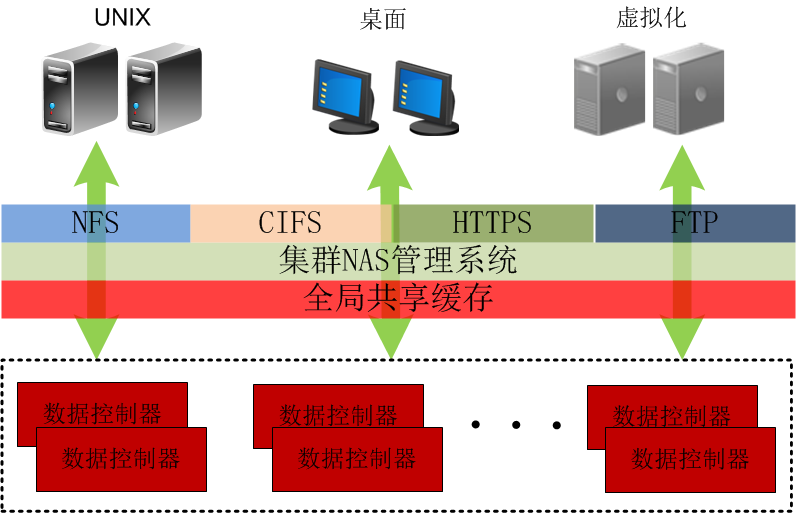 UNIX
桌面
虚拟化
NFS
CIFS
HTTPS
FTP
集群NAS管理系统
全局共享缓存
数据控制器
数据控制器
数据控制器
数据控制器
数据控制器
数据控制器